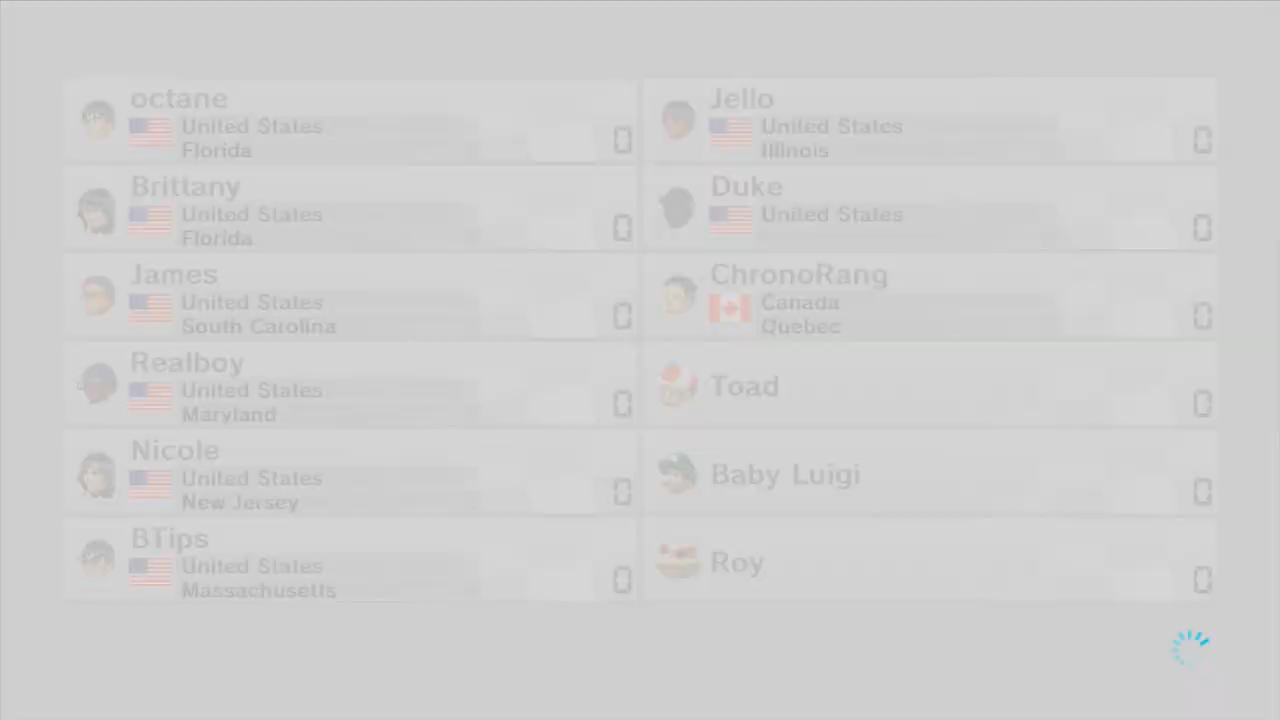 octane
United States
Florida
0
Brittany
United States
Florida
0
James
United States
South Carolina
0
Realboy
United States
Maryland
0
Nicole
United States
New Jersey
0
BTips
United States
Massachusetts
0
Jello
United States
Illinois
0
Duke
United States
0
ChronoRang
Canada
Quebec
0
Toad
0
Baby Luigi
0
Roy
0